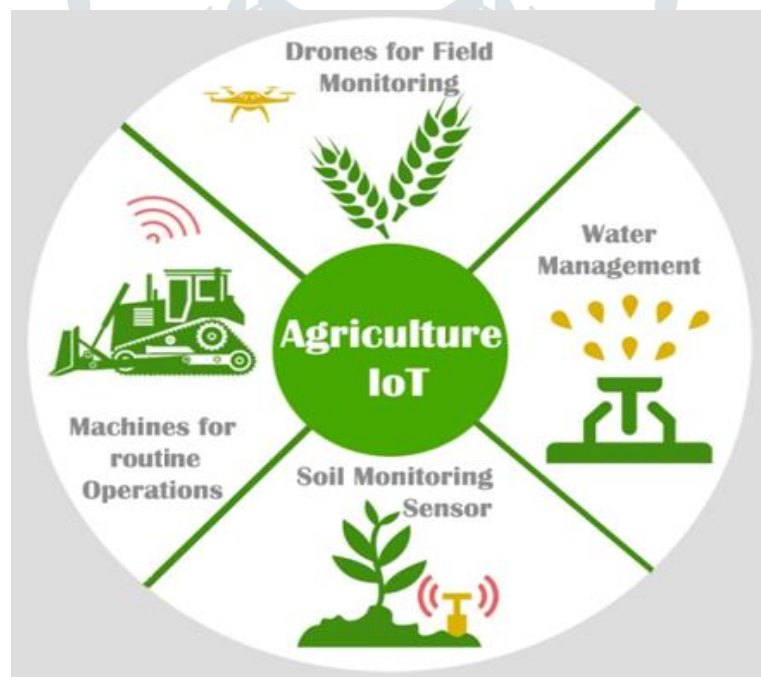 Drones for Field
Monitoring
Water
Management
Agriculture
IoT
Machines for
routine
Operations
Soil Monitoring
Sensor